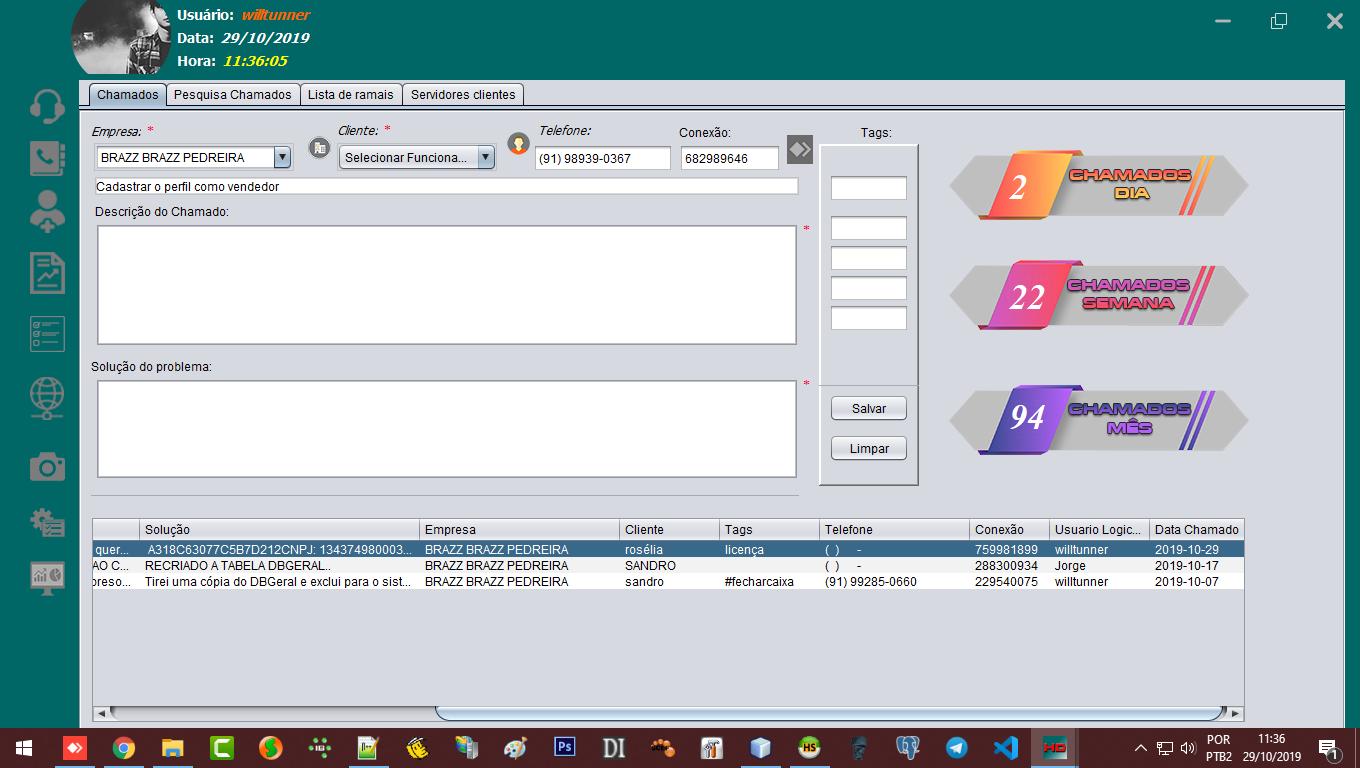 Usuário: willtunner
Data: 29/10/2019
Hora: 11:36:05
Chamados Pesquisa Chamados Lista de ramais Servidores clientes
Empresa: * Cliente: * Telefone: Conexão: Tags:
BRAZZ BRAZZ PEDREIRA Selecionar Funciona... (91) 98939-0367 682989646
Cadastrar o perfil como vendedor
Descrição do Chamado:
*
Solução do problema:
*
Salvar
Limpar
2 CHAMADOS
DIA
22 CHAMADOS
SEMANA
94 CHAMADOS
MÊS
Solução Empresa Cliente Tags Telefone Conexão Usuario Logic... Data Chamado
quer... A318C63077C5B7D212CNPJ: 134374980003... BRAZZ BRAZZ PEDREIRA rosélia licença ( ) - 759981899 willtunner 2019-10-29
AO C... RECRIADO A TABELA DBGERAL.. BRAZZ BRAZZ PEDREIRA SANDRO ( ) - 288300934 Jorge 2019-10-17
oreso... Tirei uma cópia do DBGeral e exclui para o sist... BRAZZ BRAZZ PEDREIRA sandro #fecharcaixa (91) 99285-0660 229540075 willtunner 2019-10-07
Ps DI HS HD POR 11:36
PTB2 29/10/2019 1